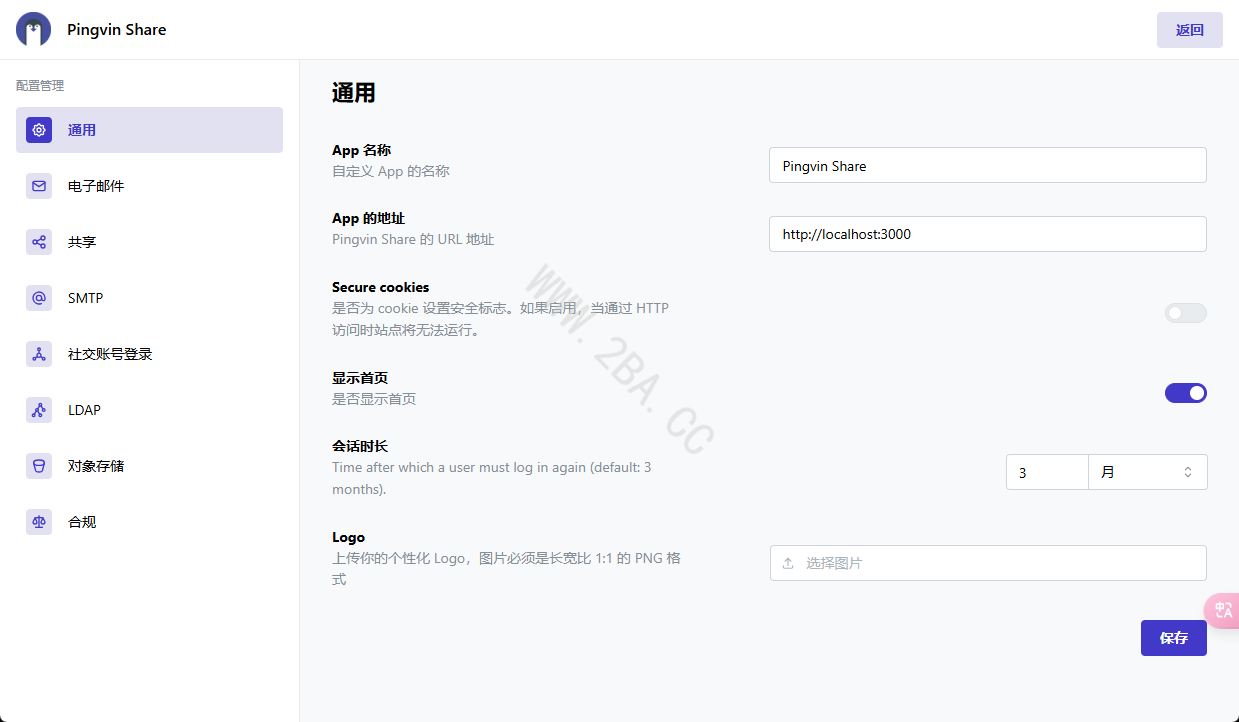 Pingvin Share
返回
配置管理
通用
电子邮件
共享
SMTP
社交账号登录
LDAP
对象存储
合规
通用
App 名称
自定义 App 的名称
Pingvin Share
App 的地址
Pingvin Share 的 URL 地址
http://localhost:3000
Secure cookies
是否为 cookie 设置安全标志。如果启用，当通过 HTTP
访问时站点将无法运行。
显示首页
是否显示首页
会话时长
Time after which a user must log in again (default: 3
months).
3
月
Logo
上传你的个性化 Logo，图片必须是长宽比 1:1 的 PNG 格
式
选择图片
中A
保存
WWW.2BA.CC